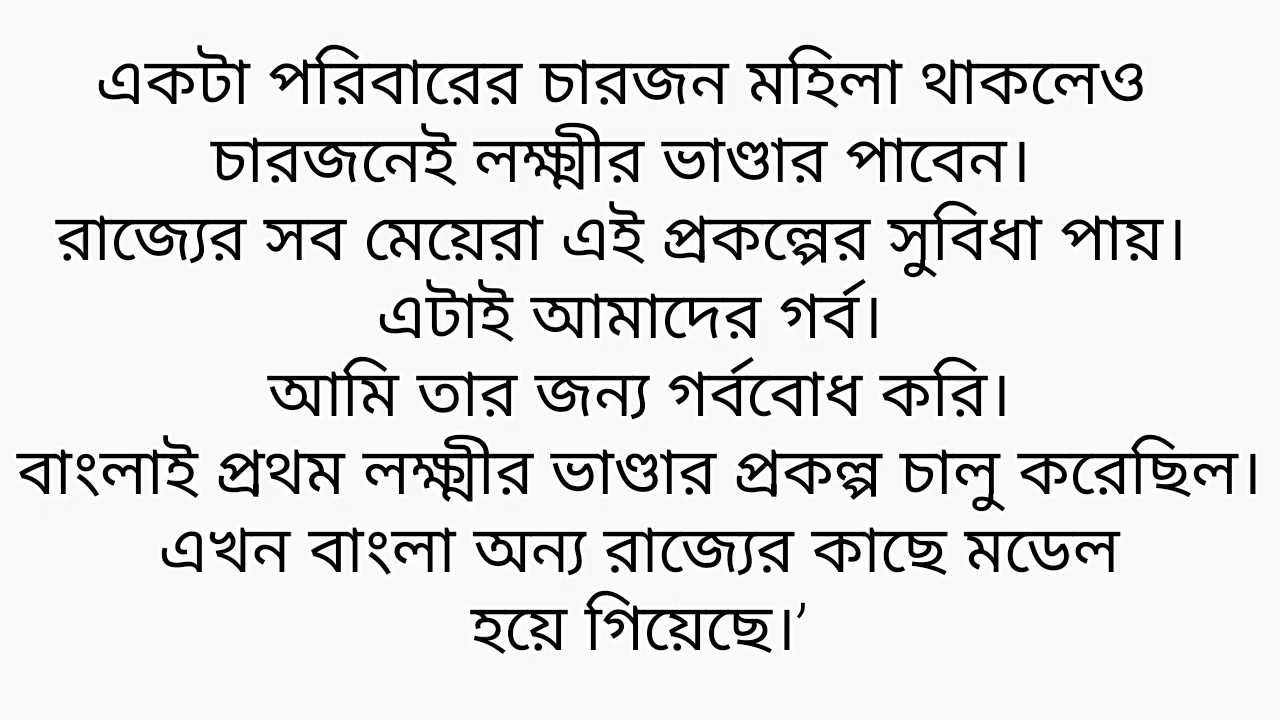 একটা পরিবারের চারজন মহিলা থাকলেও
চারজনেই লক্ষ্মীর ভাণ্ডার পাবেন।
রাজ্যের সব মেয়েরা এই প্রকল্পের সুবিধা পায়।
এটাই আমাদের গর্ব।
আমি তার জন্য গর্ববোধ করি।
বাংলাই প্রথম লক্ষ্মীর ভাণ্ডার প্রকল্প চালু করেছিল।
এখন বাংলা অন্য রাজ্যের কাছে মডেল
হয়ে গিয়েছে।’